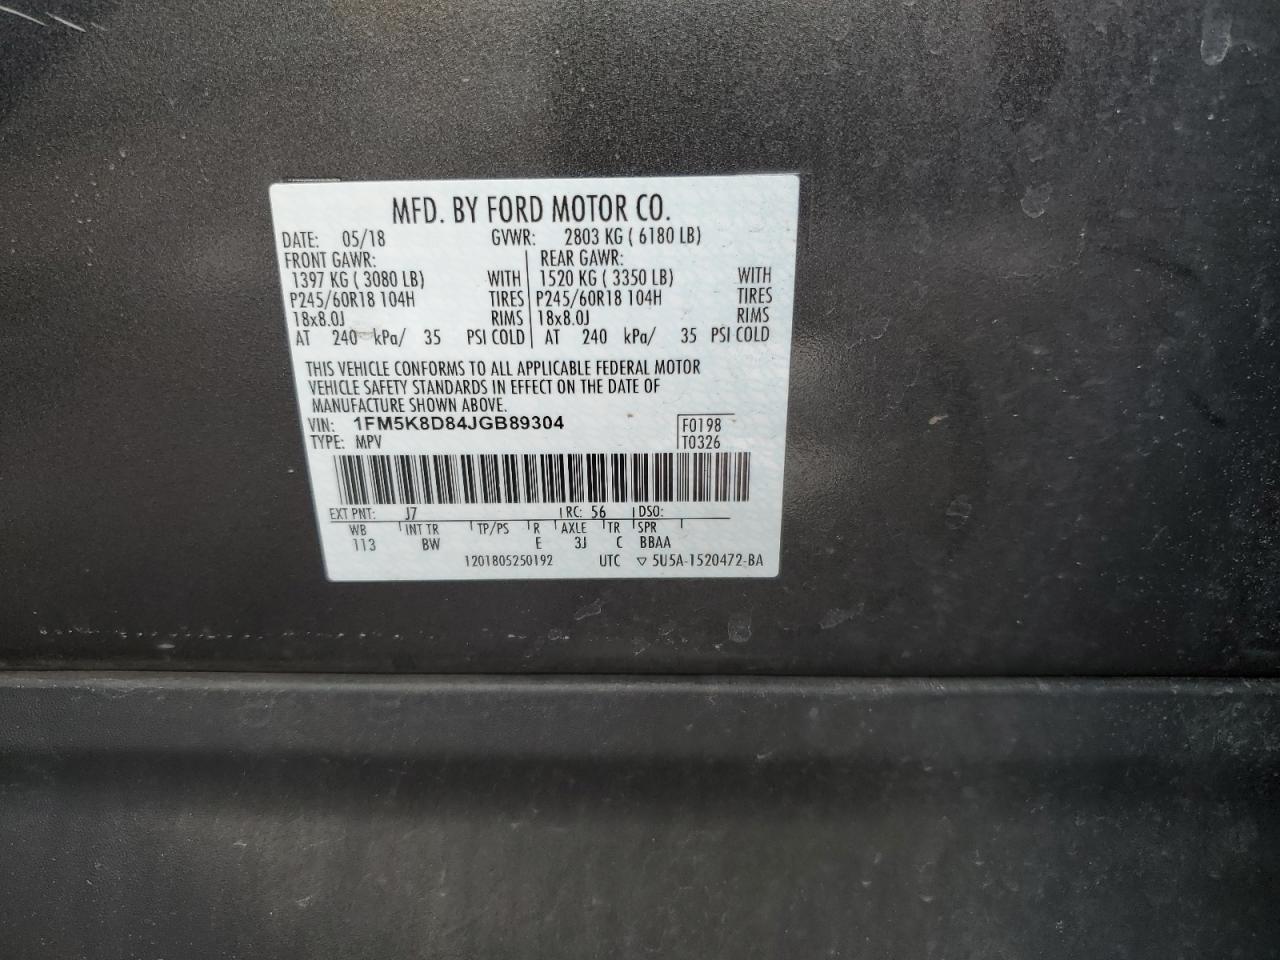 MFD. BY FORD MOTOR CO.
DATE: 05/18 GVWR: 2803 KG ( 6180 LB)
FRONT GAWR: REAR GAWR:
1397 KG ( 3080 LB) WITH 1520 KG ( 3350 LB) WITH
P245/60R18 104H TIRES P245/60R18 104H TIRES
18x8.0J RIMS 18x8.0J RIMS
AT 240 kPa/ 35 PSI COLD AT 240 kPa/ 35 PSI COLD
THIS VEHICLE CONFORMS TO ALL APPLICABLE FEDERAL MOTOR
VEHICLE SAFETY STANDARDS IN EFFECT ON THE DATE OF
MANUFACTURE SHOWN ABOVE.
VIN: 1FM5K8D84JGB89304 F0198
TYPE: MPV T0326
EXT PNT: J7 RC: 56 DSO:
WB INT TR TP/PS R AXLE TR SPR
113 BW E 3J C BBAA
1201805250192 UTC ▽ 5U5A-1520472-BA